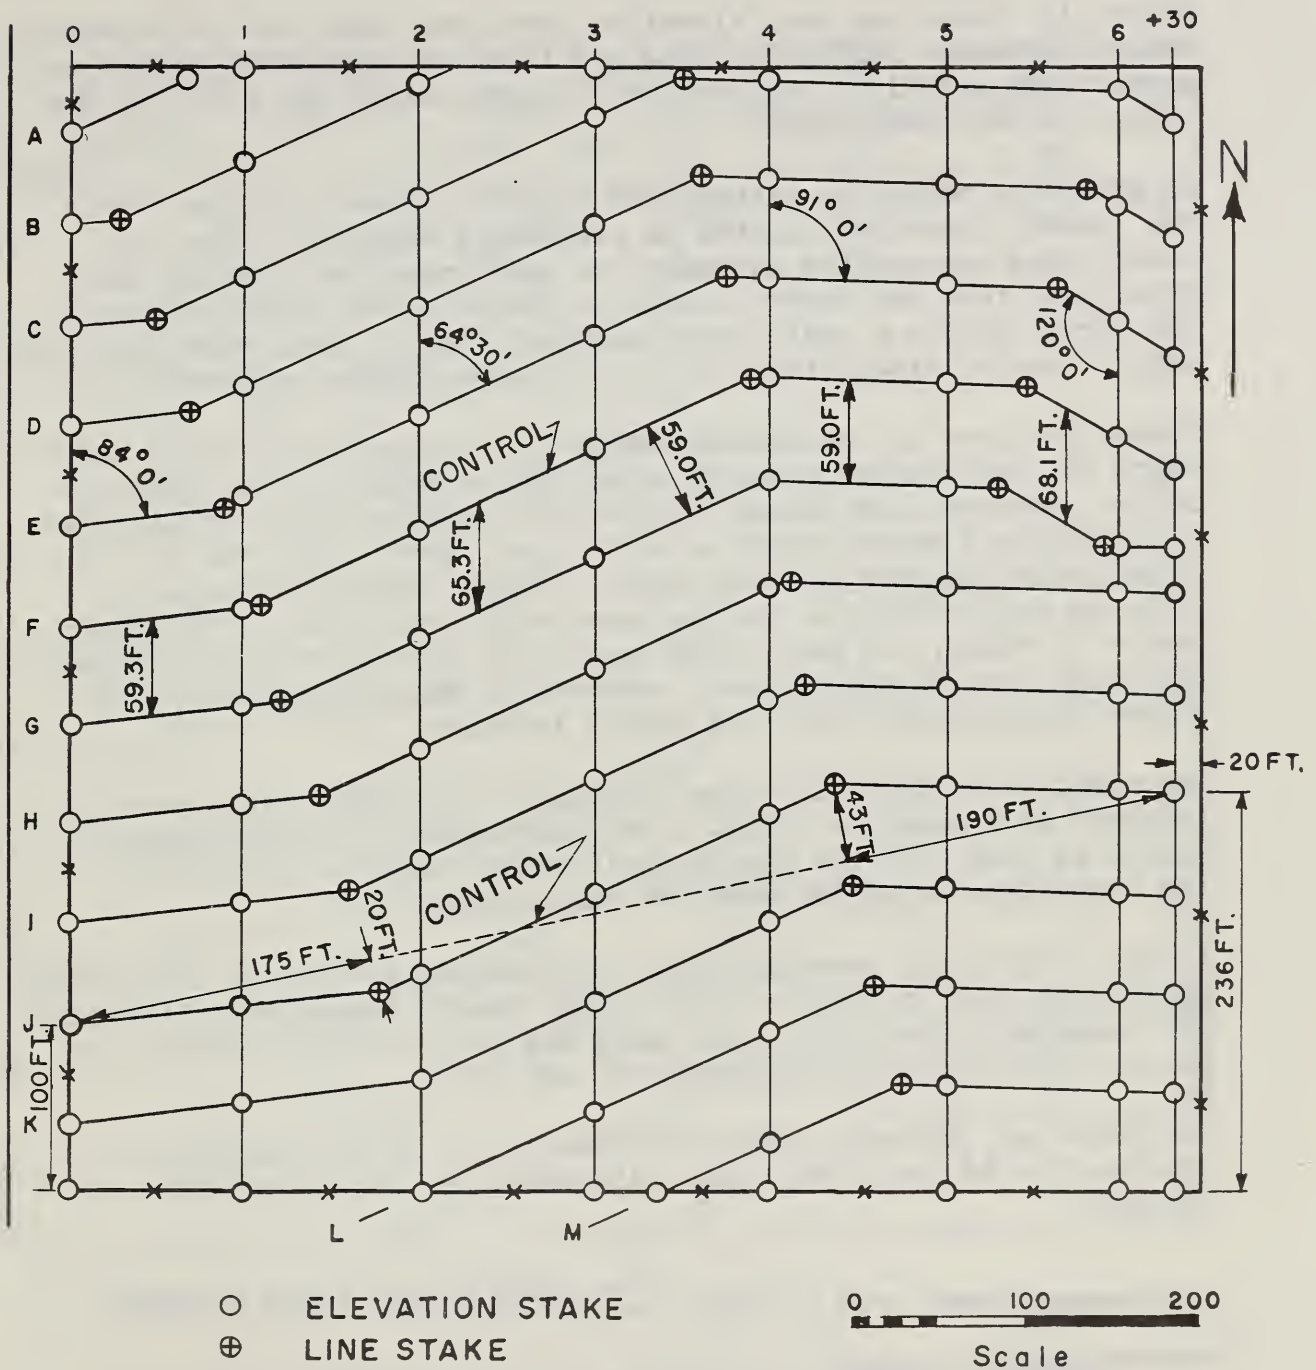 0 1 2 3 4 5 6 +30
A
N
B
91° 0'
C
64°30'
120° 0'
D
CONTROL
59.0 FT.
59.0 FT.
68.1 FT.
84° 0'
E
65.3 FT.
F
59.3 FT.
G
20 FT.
H
43 FT.
190 FT.
I
CONTROL
20 FT.
175 FT.
236 FT.
J
100 FT.
K
L
M
ELEVATION STAKE
LINE STAKE
0 100 200
Scale